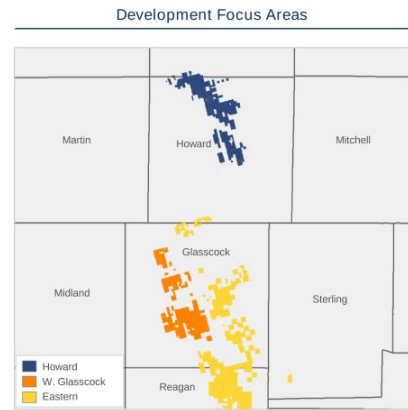 Development Focus Areas
Martin
Howard
Mitchell
Glasscock
Midland
Sterling
Reagan
Howard
W. Glasscock
Eastern